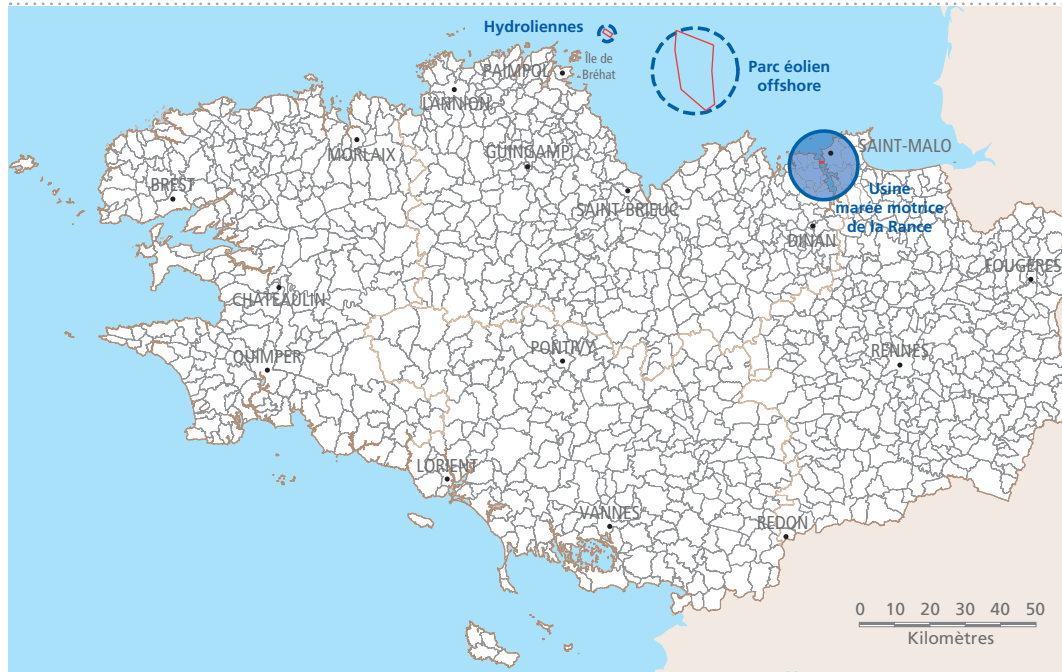 Hydroliennes
Île de
Bréhat
PAIMPOL
Parc éolien
offshore
LANNION
MORLAIX
GUINGAMP
SAINT-MALO
BREST
SAINT-BRIEUC
Usine
marée motrice
de la Rance
DINAN
FOUGÈRES
CHATEAULIN
QUIMPER
PONTIVY
RENNES
LORIENT
VANNES
REDON
0 10 20 30 40 50
Kilomètres